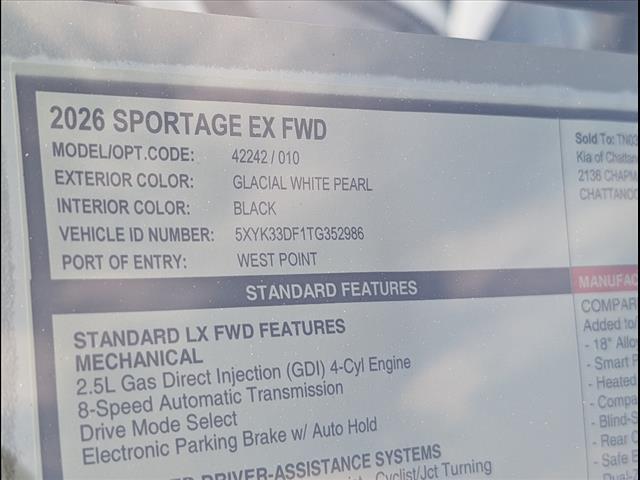 2026 SPORTAGE EX FWD
MODEL/OPT.CODE: 42242 / 010
EXTERIOR COLOR: GLACIAL WHITE PEARL
INTERIOR COLOR: BLACK
VEHICLE ID NUMBER: 5XYK33DF1TG352986
PORT OF ENTRY: WEST POINT
Sold To: TN03
Kia of Chattan
2136 CHAPM
CHATTANOO
STANDARD FEATURES
STANDARD LX FWD FEATURES
MECHANICAL
2.5L Gas Direct Injection (GDI) 4-Cyl Engine
8-Speed Automatic Transmission
Drive Mode Select
Electronic Parking Brake w/ Auto Hold
DRIVER-ASSISTANCE SYSTEMS
Cyclist/Jct Turning
MANUFAC
COMPAR
Added to/
- 18" Allo
- Smart
- Heated
- Compa
- Blind-S
- Rear C
- Safe E